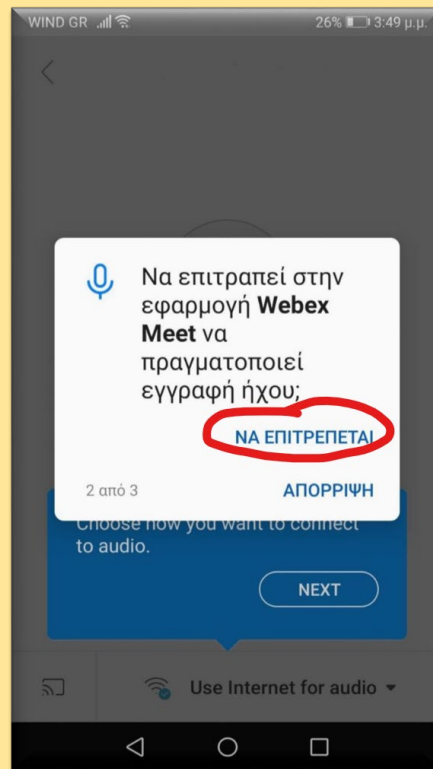 WIND GR 26% 3:49 μ.μ.
Να επιτραπεί στην
εφαρμογή Webex
Meet να
πραγματοποιεί
εγγραφή ήχου;
ΝΑ ΕΠΙΤΡΕΠΕΤΑΙ
2 από 3 ΑΠΟΡΡΙΨΗ
Choose how you want to connect
to audio.
NEXT
Use Internet for audio